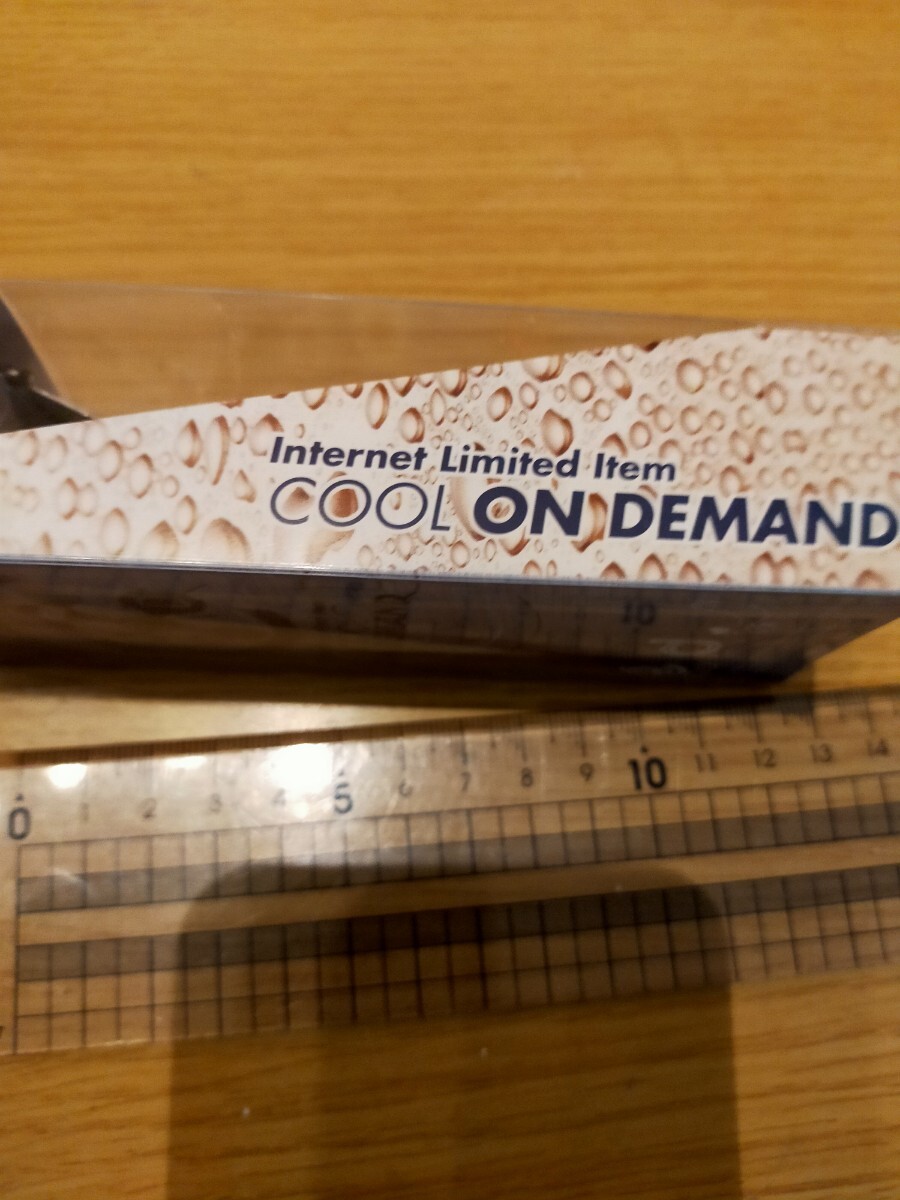 Internet Limited Item
COOL ON DEMAND
10
0 1 2 3 4 5 6 7 8 9 10 11 12 13 14